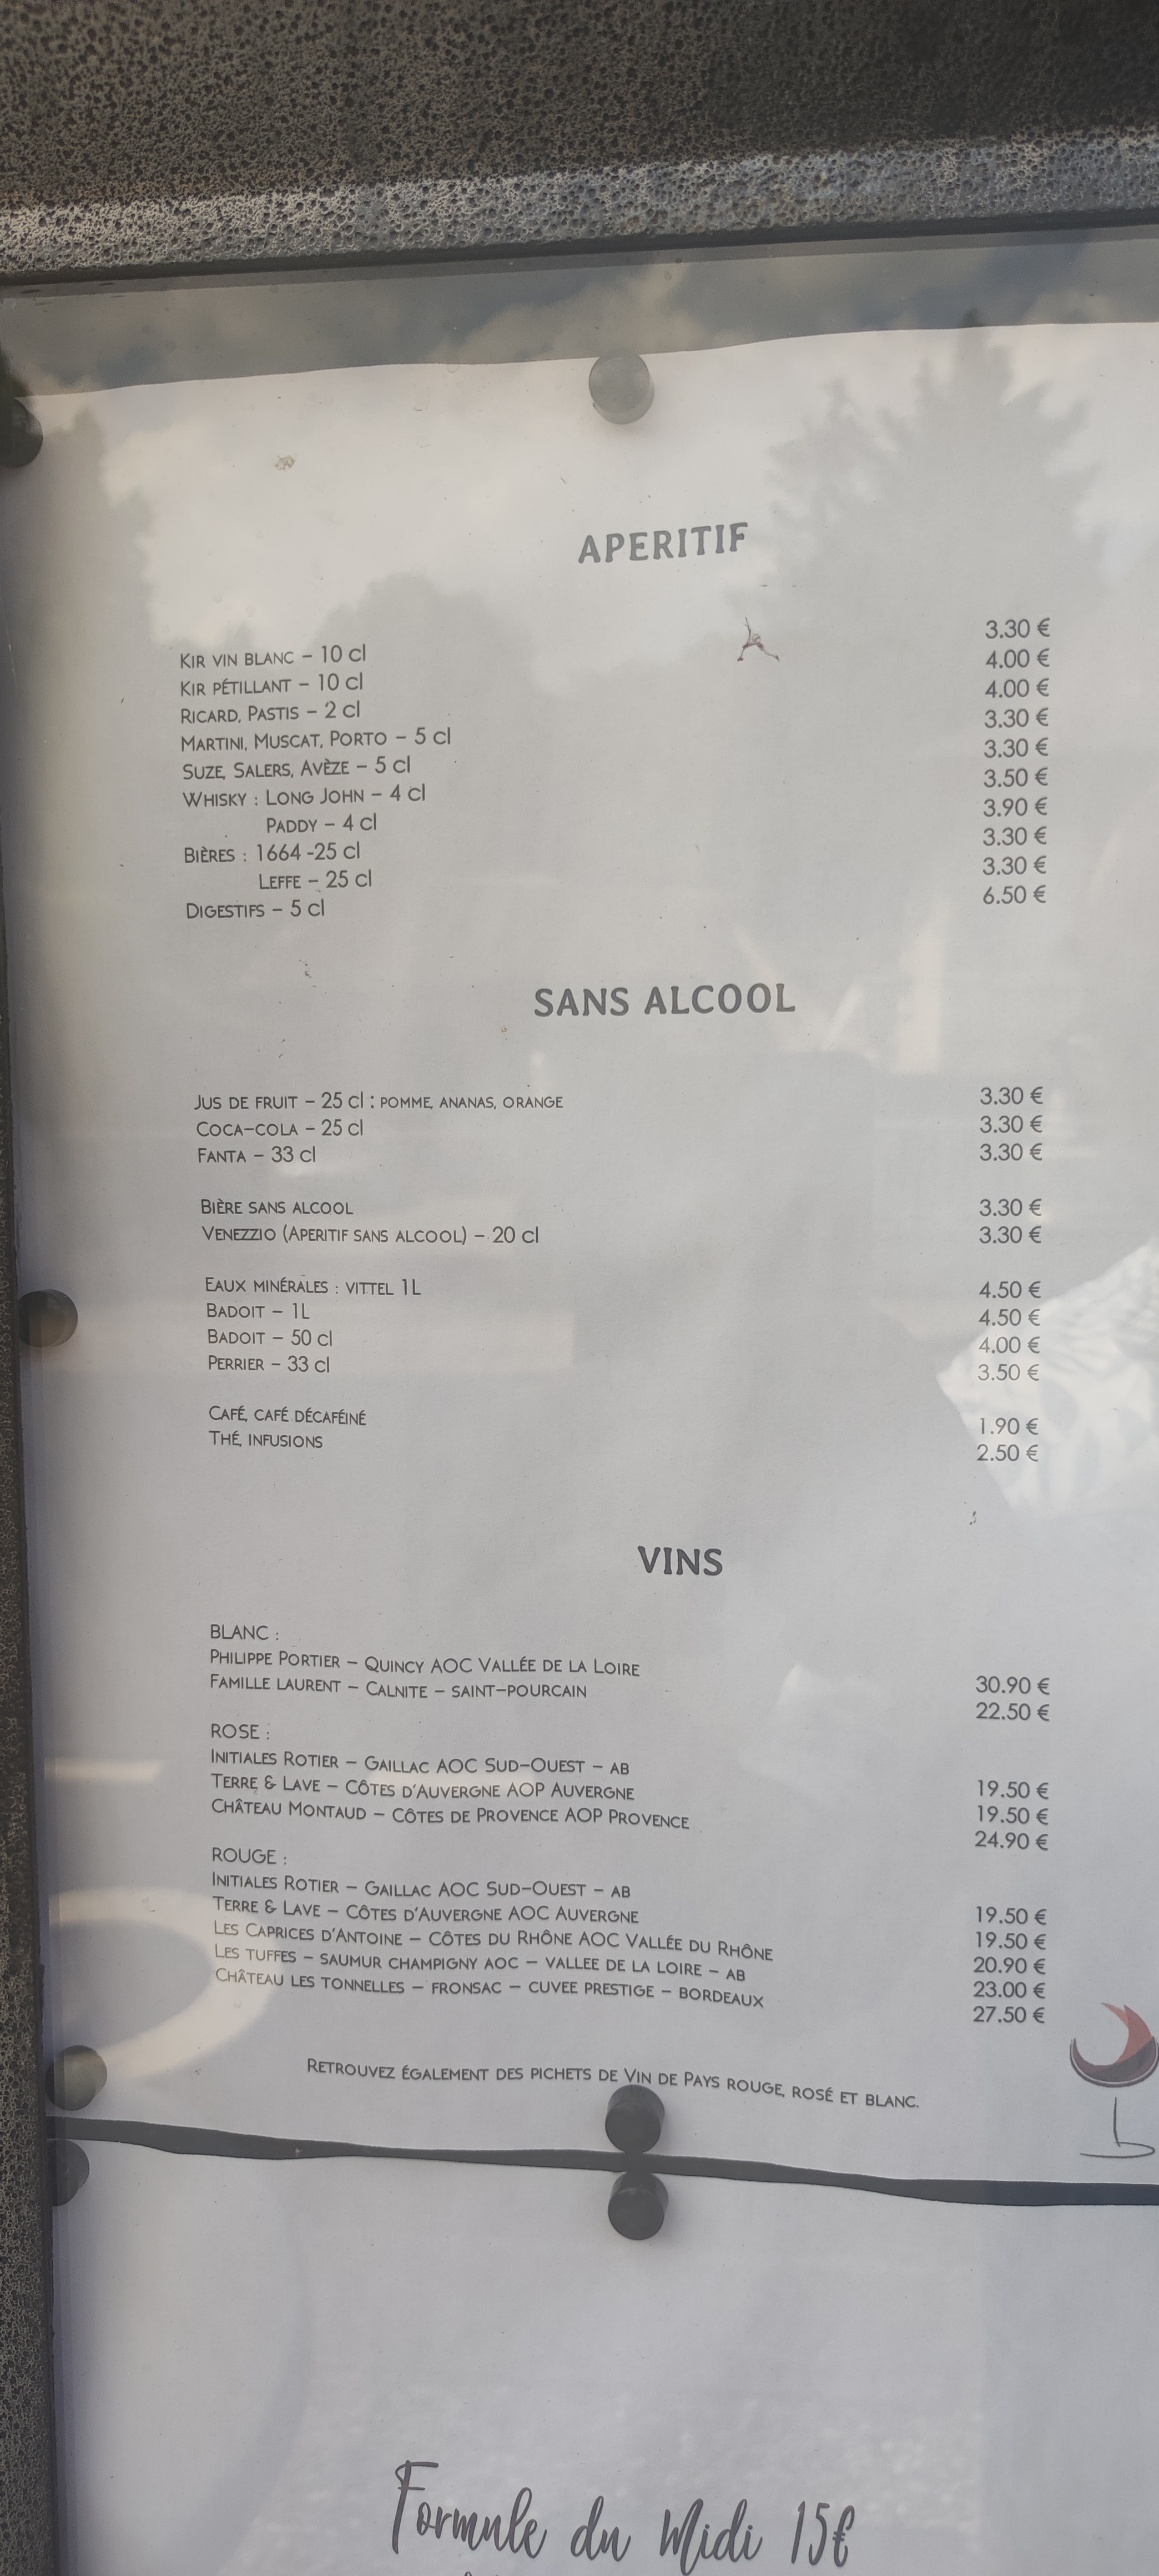 APERITIF
KIR VIN BLANC – 10 cl 3.30 €
KIR PÉTILLANT – 10 cl 4.00 €
RICARD, PASTIS – 2 cl 4.00 €
MARTINI, MUSCAT, PORTO – 5 cl 3.30 €
SUZE, SALERS, AVÈZE – 5 cl 3.30 €
WHISKY : LONG JOHN – 4 cl 3.50 €
PADDY – 4 cl 3.90 €
BIÈRES : 1664 -25 cl 3.30 €
LEFFE – 25 cl 3.30 €
DIGESTIFS – 5 cl 6.50 €
SANS ALCOOL
JUS DE FRUIT – 25 cl : POMME, ANANAS, ORANGE 3.30 €
COCA-COLA – 25 cl 3.30 €
FANTA – 33 cl 3.30 €
BIÈRE SANS ALCOOL 3.30 €
VENEZZIO (APERITIF SANS ALCOOL) – 20 cl 3.30 €
EAUX MINÉRALES : VITTEL 1L 4.50 €
BADOIT – 1L 4.50 €
BADOIT – 50 cl 4.00 €
PERRIER – 33 cl 3.50 €
CAFÉ, CAFÉ DÉCAFÉINÉ 1.90 €
THÉ, INFUSIONS 2.50 €
VINS
BLANC :
PHILIPPE PORTIER – QUINCY AOC VALLÉE DE LA LOIRE 30.90 €
FAMILLE LAURENT – CALNITE – SAINT-POURCAIN 22.50 €
ROSE :
INITIALES ROTIER – GAILLAC AOC SUD-OUEST – AB 19.50 €
TERRE & LAVE – CÔTES D'AUVERGNE AOP AUVERGNE 19.50 €
CHÂTEAU MONTAUD – CÔTES DE PROVENCE AOP PROVENCE 24.90 €
ROUGE :
INITIALES ROTIER – GAILLAC AOC SUD-OUEST – AB 19.50 €
TERRE & LAVE – CÔTES D'AUVERGNE AOC AUVERGNE 19.50 €
LES CAPRICES D'ANTOINE – CÔTES DU RHÔNE AOC VALLÉE DU RHÔNE 20.90 €
LES TUFFES – SAUMUR CHAMPIGNY AOC – VALLEE DE LA LOIRE – AB 23.00 €
CHÂTEAU LES TONNELLES – FRONSAC – CUVEE PRESTIGE – BORDEAUX 27.50 €
RETROUVEZ ÉGALEMENT DES PICHETS DE VIN DE PAYS ROUGE, ROSÉ ET BLANC.
Formule du Midi 15€